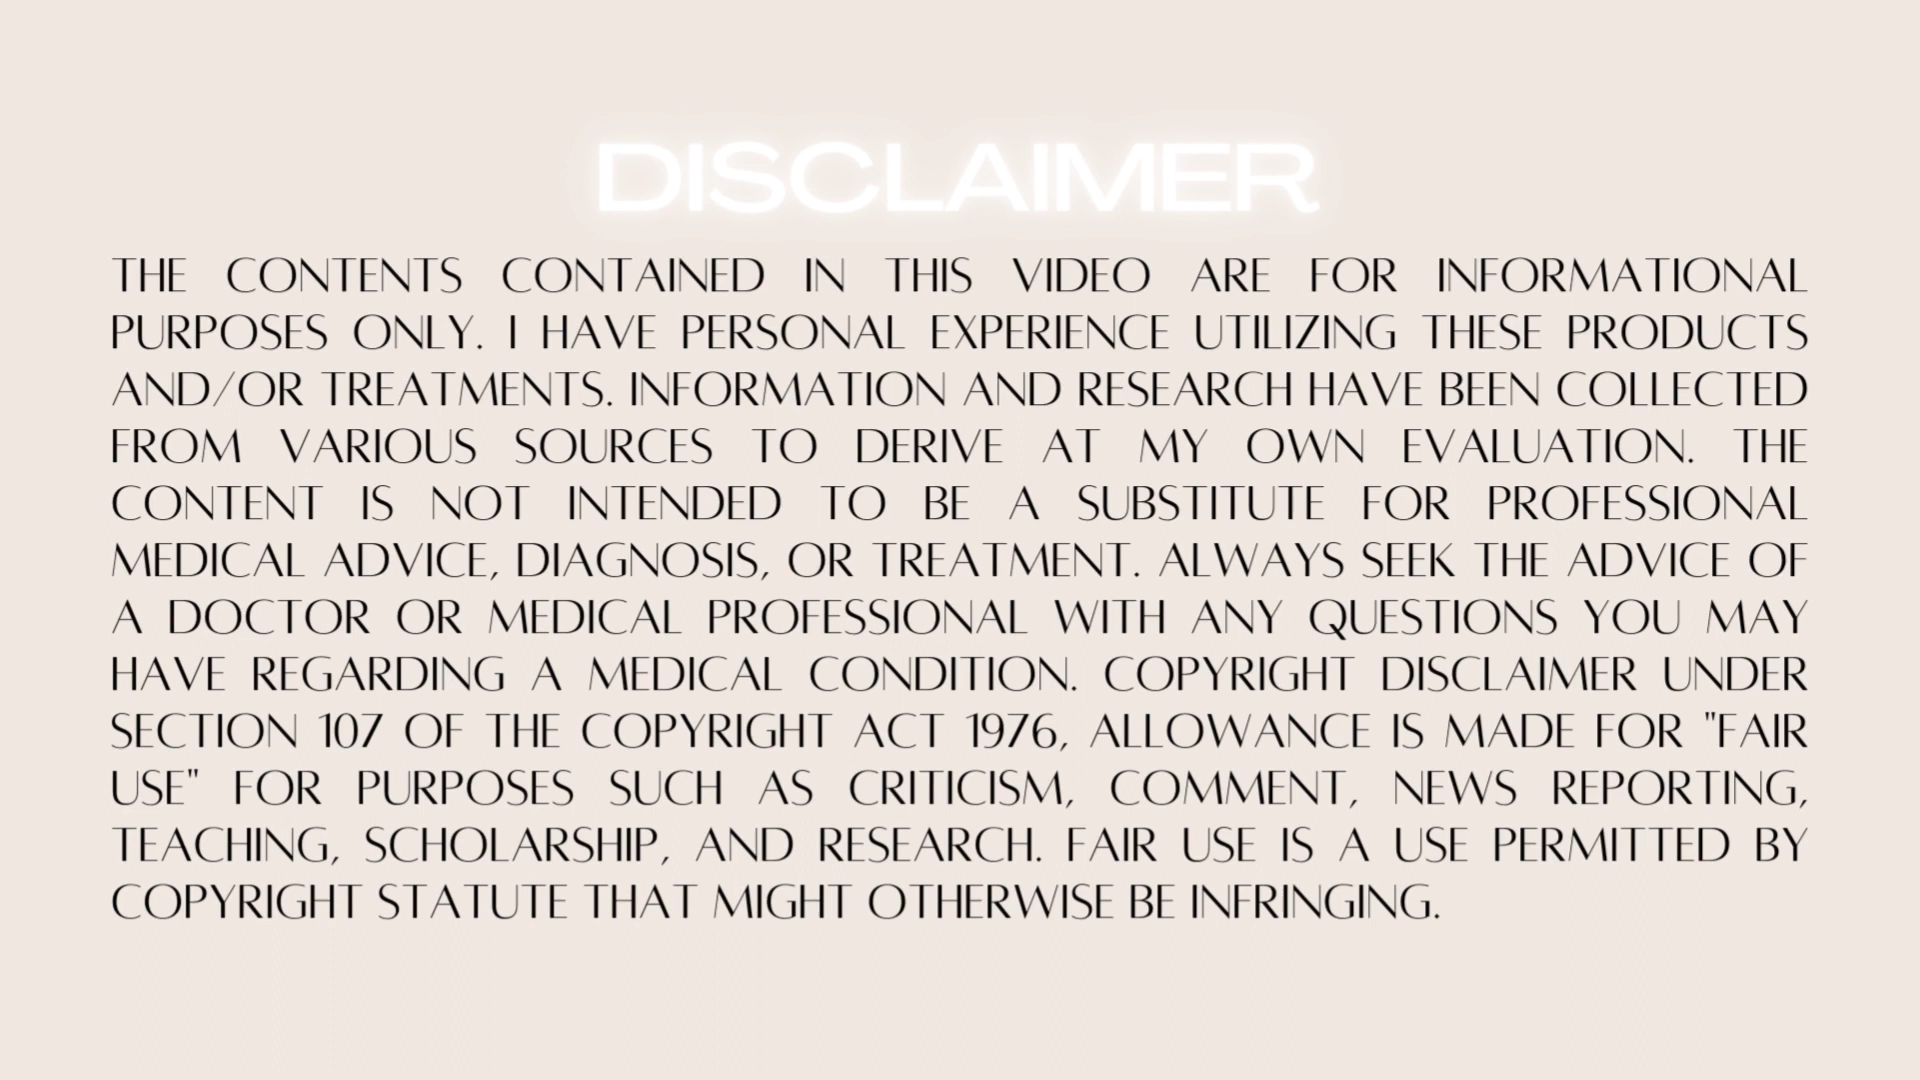 DISCLAIMER
THE CONTENTS CONTAINED IN THIS VIDEO ARE FOR INFORMATIONAL
PURPOSES ONLY. I HAVE PERSONAL EXPERIENCE UTILIZING THESE PRODUCTS
AND/OR TREATMENTS. INFORMATION AND RESEARCH HAVE BEEN COLLECTED
FROM VARIOUS SOURCES TO DERIVE AT MY OWN EVALUATION. THE
CONTENT IS NOT INTENDED TO BE A SUBSTITUTE FOR PROFESSIONAL
MEDICAL ADVICE, DIAGNOSIS, OR TREATMENT. ALWAYS SEEK THE ADVICE OF
A DOCTOR OR MEDICAL PROFESSIONAL WITH ANY QUESTIONS YOU MAY
HAVE REGARDING A MEDICAL CONDITION. COPYRIGHT DISCLAIMER UNDER
SECTION 107 OF THE COPYRIGHT ACT 1976, ALLOWANCE IS MADE FOR "FAIR
USE" FOR PURPOSES SUCH AS CRITICISM, COMMENT, NEWS REPORTING,
TEACHING, SCHOLARSHIP, AND RESEARCH. FAIR USE IS A USE PERMITTED BY
COPYRIGHT STATUTE THAT MIGHT OTHERWISE BE INFRINGING.